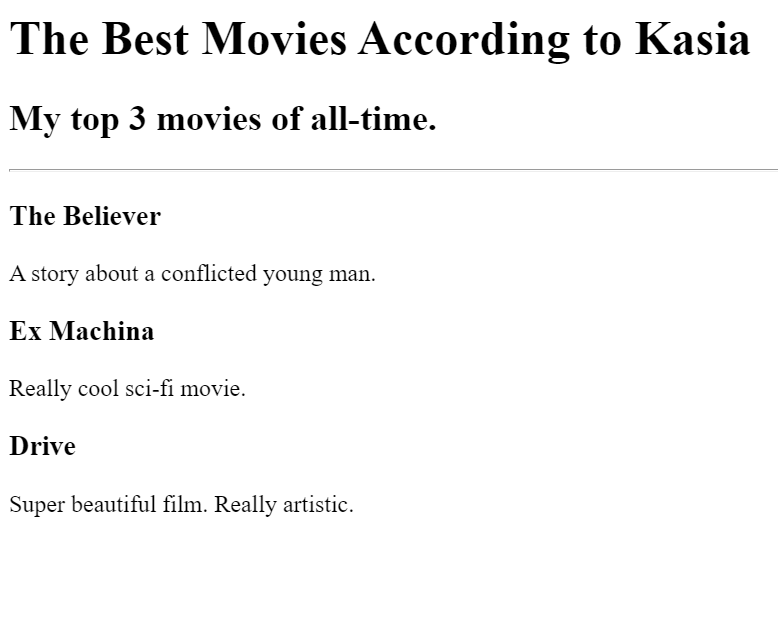 The Best Movies According to Kasia
My top 3 movies of all-time.
The Believer
A story about a conflicted young man.
Ex Machina
Really cool sci-fi movie.
Drive
Super beautiful film. Really artistic.